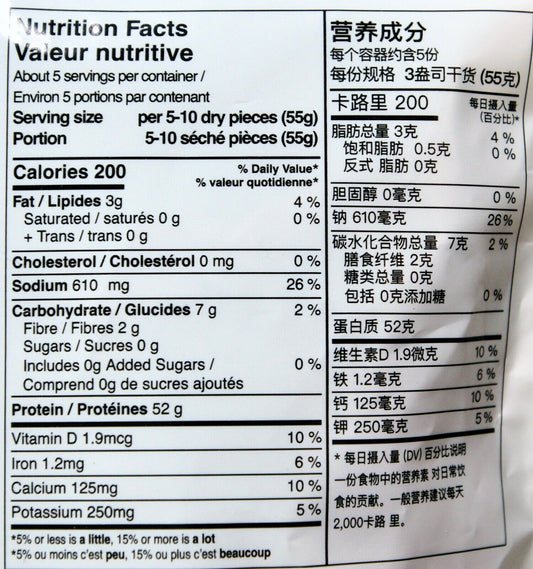 Nutrition Facts
Valeur nutritive
About 5 servings per container /
Environ 5 portions par contenant
Serving size per 5-10 dry pieces (55g)
Portion 5-10 séché pièces (55g)
Calories 200
% Daily Value*
% valeur quotidienne*
Fat / Lipides 3g 4 %
Saturated / saturés 0 g 0 %
+ Trans / trans 0 g
Cholesterol / Cholestérol 0 mg 0 %
Sodium 610 mg 26 %
Carbohydrate / Glucides 7 g 2 %
Fibre / Fibres 2 g
Sugars / Sucres 0 g
Includes 0g Added Sugars / 0 %
Comprend 0g de sucres ajoutés
Protein / Protéines 52 g
Vitamin D 1.9mcg 10 %
Iron 1.2mg 6 %
Calcium 125mg 10 %
Potassium 250mg 5 %
*5% or less is a little, 15% or more is a lot
*5% ou moins c'est peu, 15% ou plus c'est beaucoup
营养成分
每个容器约含5份
每份规格 3盎司干货 (55克)
卡路里 200
每日摄入量
(百分比)*
脂肪总量 3克 4 %
饱和脂肪 0.5克 0 %
反式 脂肪 0克
胆固醇 0毫克 0 %
钠 610毫克 26%
碳水化合物总量 7克 2 %
膳食纤维 2克
糖类总量 0克
包括 0克添加糖 0 %
蛋白质 52克
维生素D 1.9微克 10 %
铁 1.2毫克 6 %
钙 125毫克 10 %
钾 250毫克 5%
* 每日摄入量 (DV) 百分比说明
一份食物中的营养素 对日常饮
食的贡献。一般营养建议每天
2,000卡路 里。